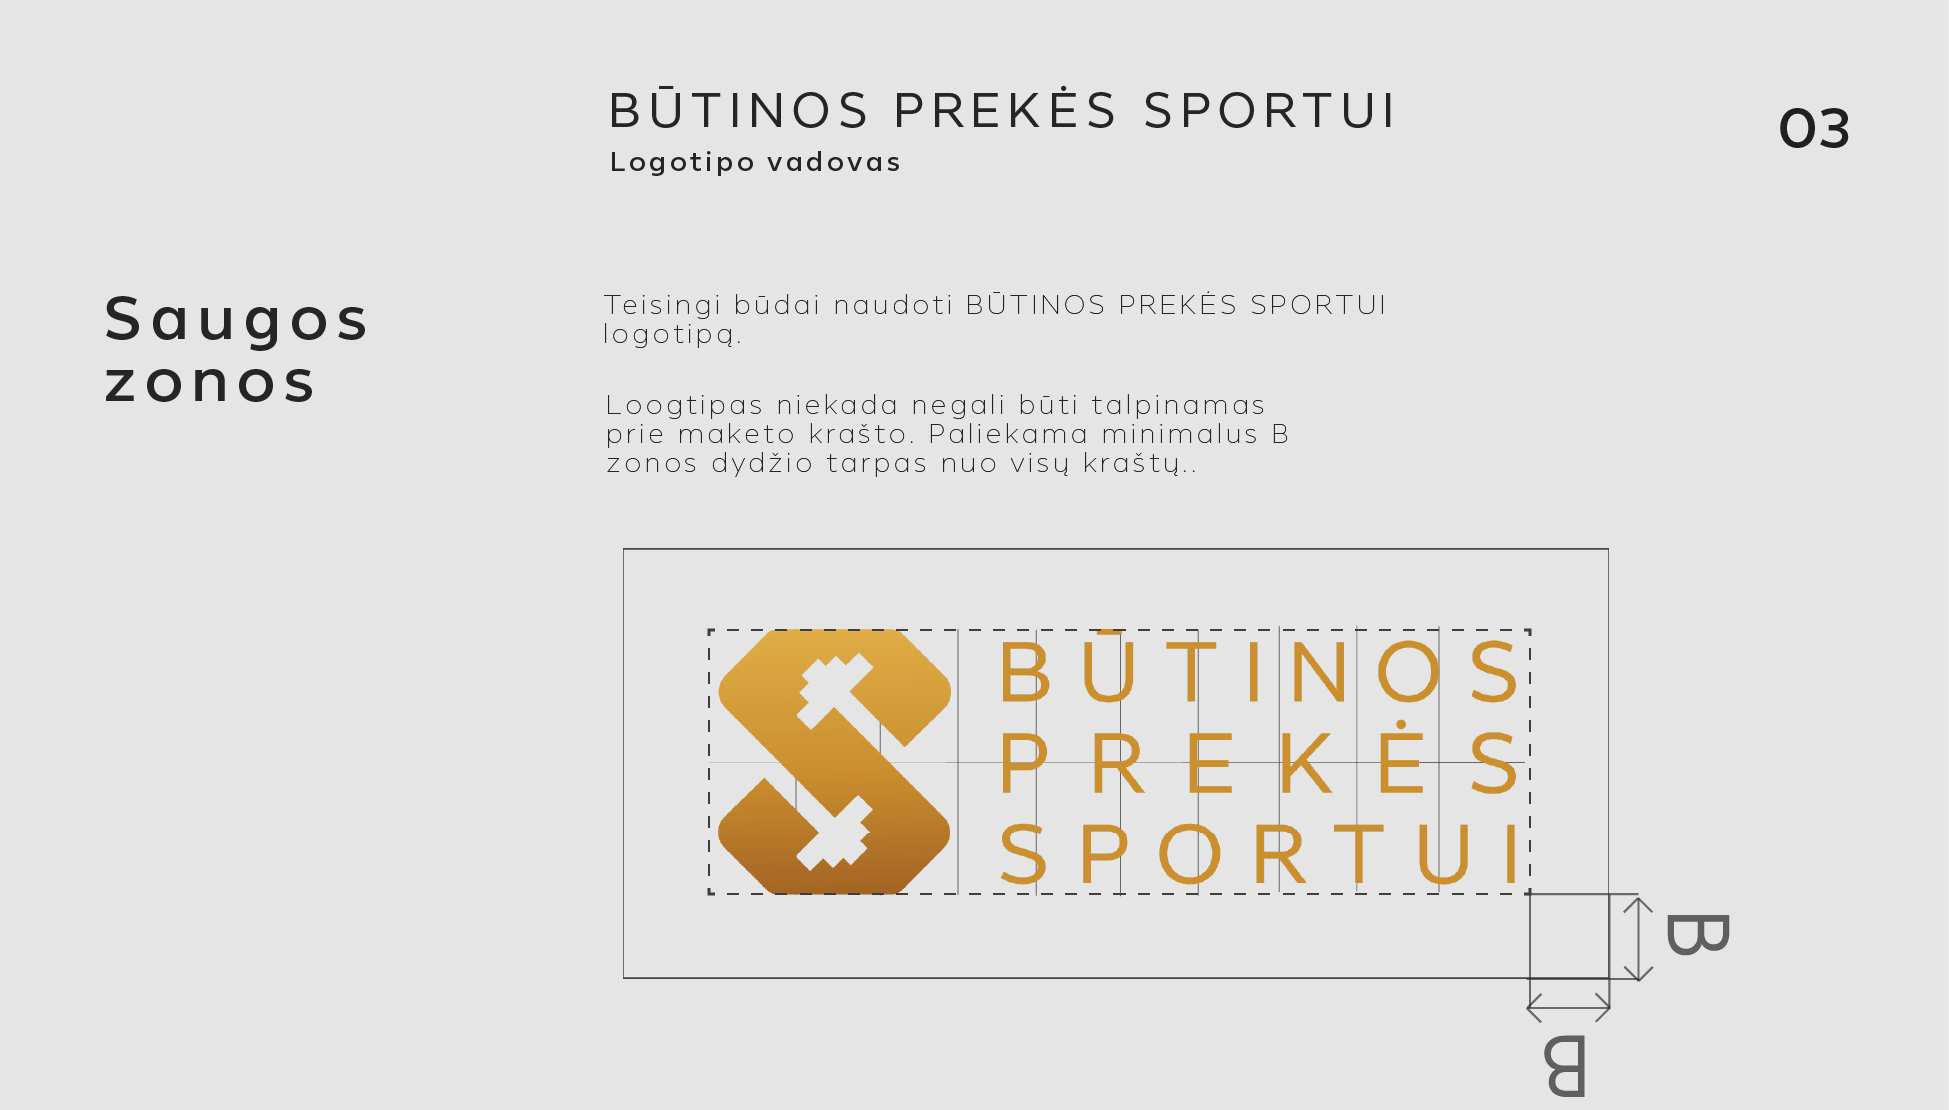 BŪTINOS PREKĖS SPORTUI
Logotipo vadovas
03
Saugos
zonos
Teisingi būdai naudoti BŪTINOS PREKĖS SPORTUI
logotipą.
Loogtipas niekada negali būti talpinamas
prie maketo krašto. Paliekama minimalus B
zonos dydžio tarpas nuo visų kraštų..
BŪTINOS
PREKĖS
SPORTUI
B
B